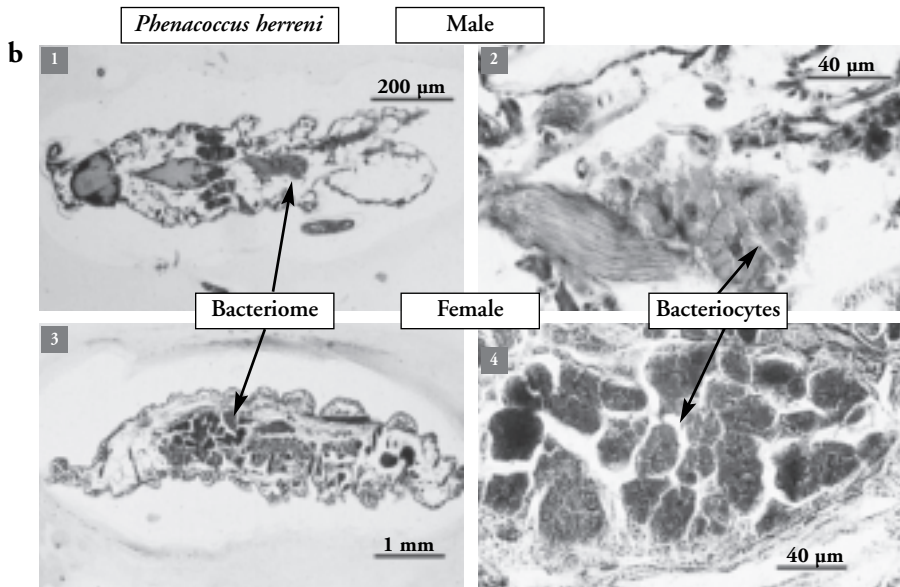 Phenacoccus herreni
Male
b
1
200 µm
2
40 µm
Bacteriome
Female
Bacteriocytes
3
1 mm
4
40 µm